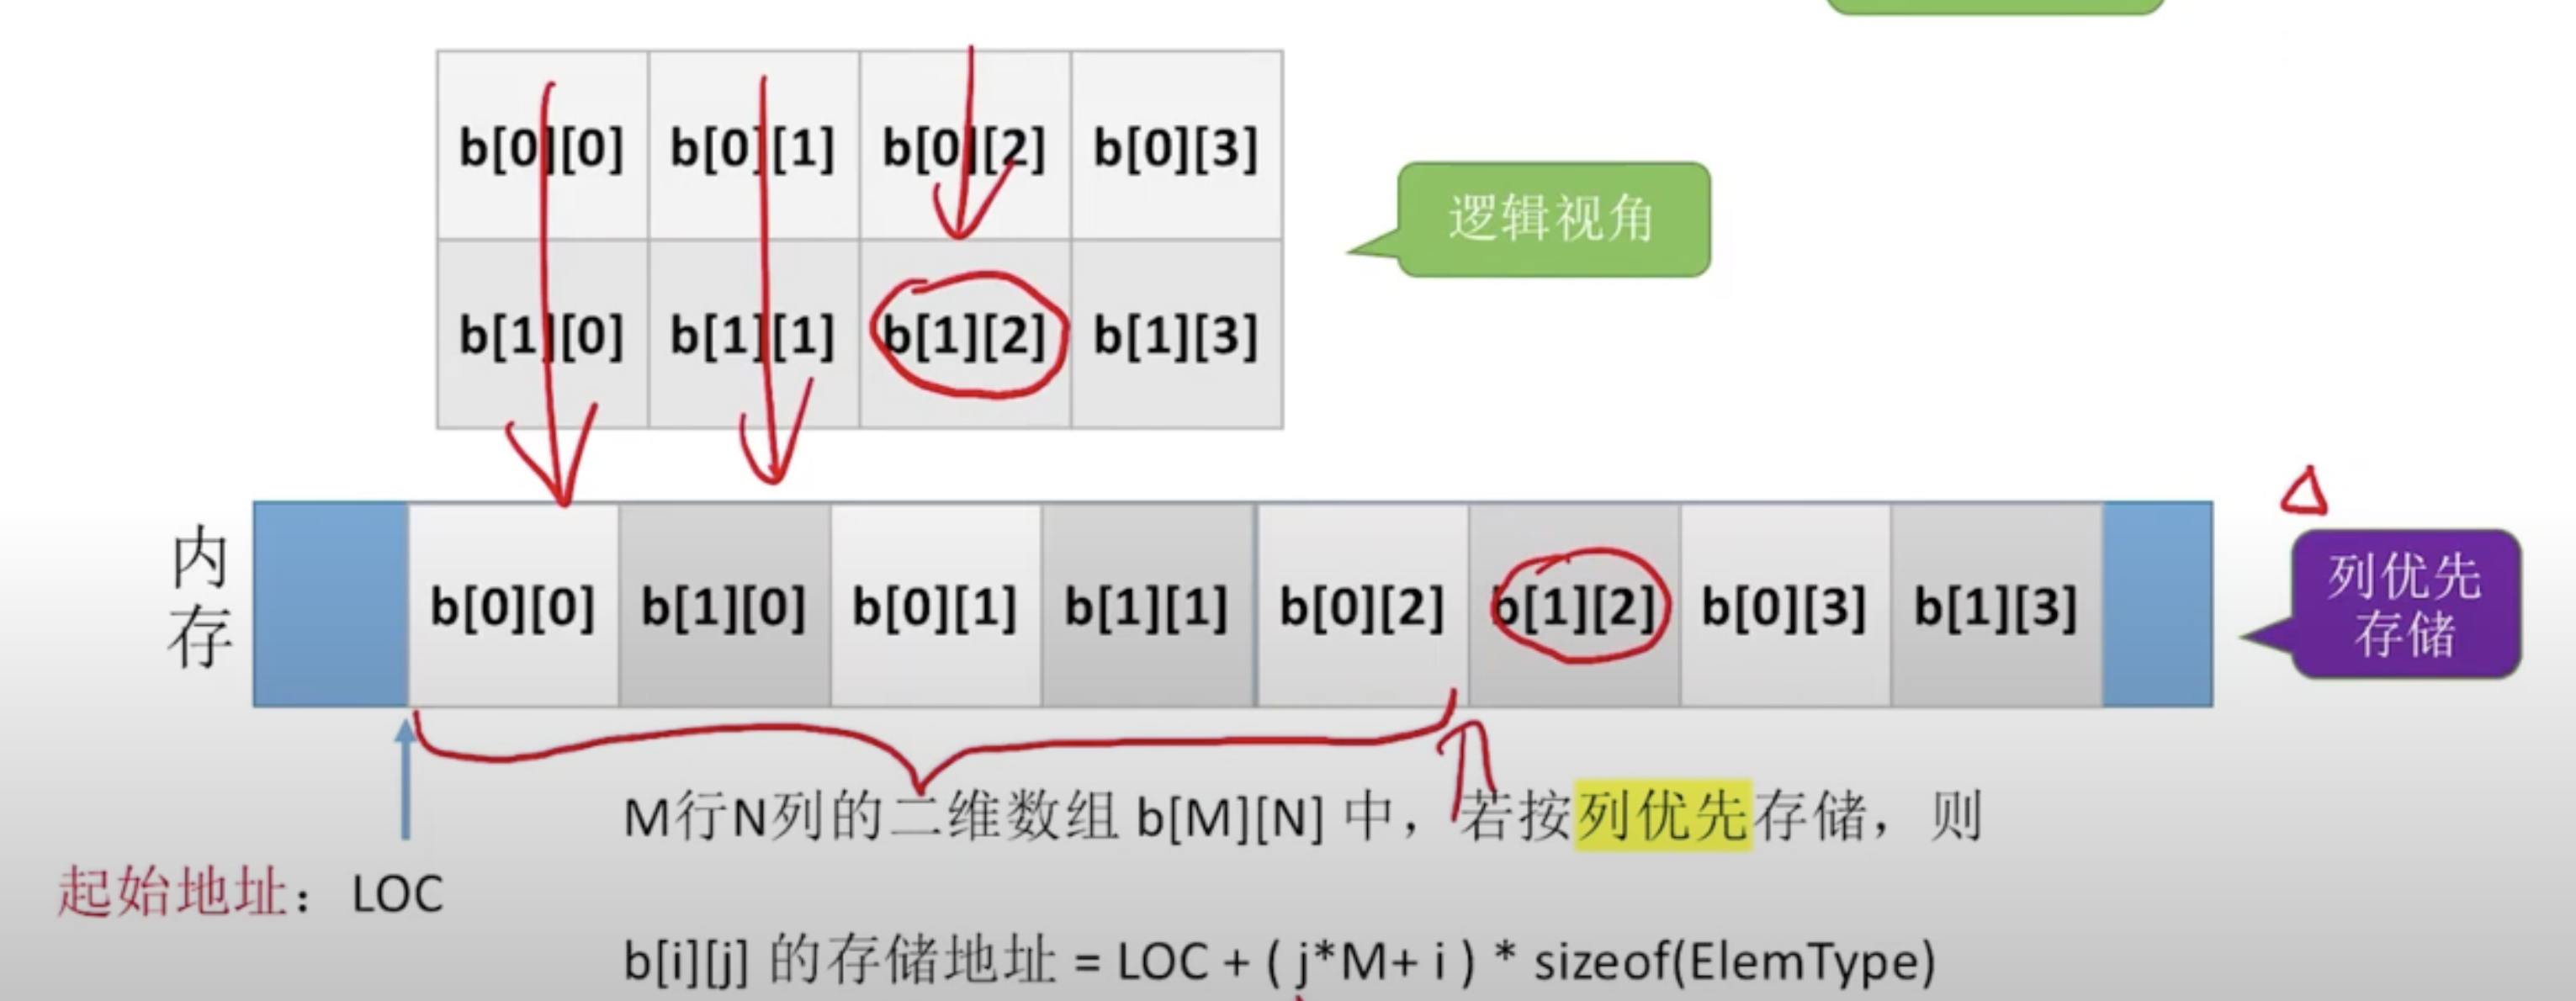 b[0][0] b[0][1] b[0][2] b[0][3]
逻辑视角
b[1][0] b[1][1] b[1][2] b[1][3]
内存
b[0][0] b[1][0] b[0][1] b[1][1] b[0][2] b[1][2] b[0][3] b[1][3]
列优先
存储
M行N列的二维数组 b[M][N] 中，若按列优先存储，则
起始地址：LOC
b[i][j] 的存储地址 = LOC + ( j*M+ i ) * sizeof(ElemType)